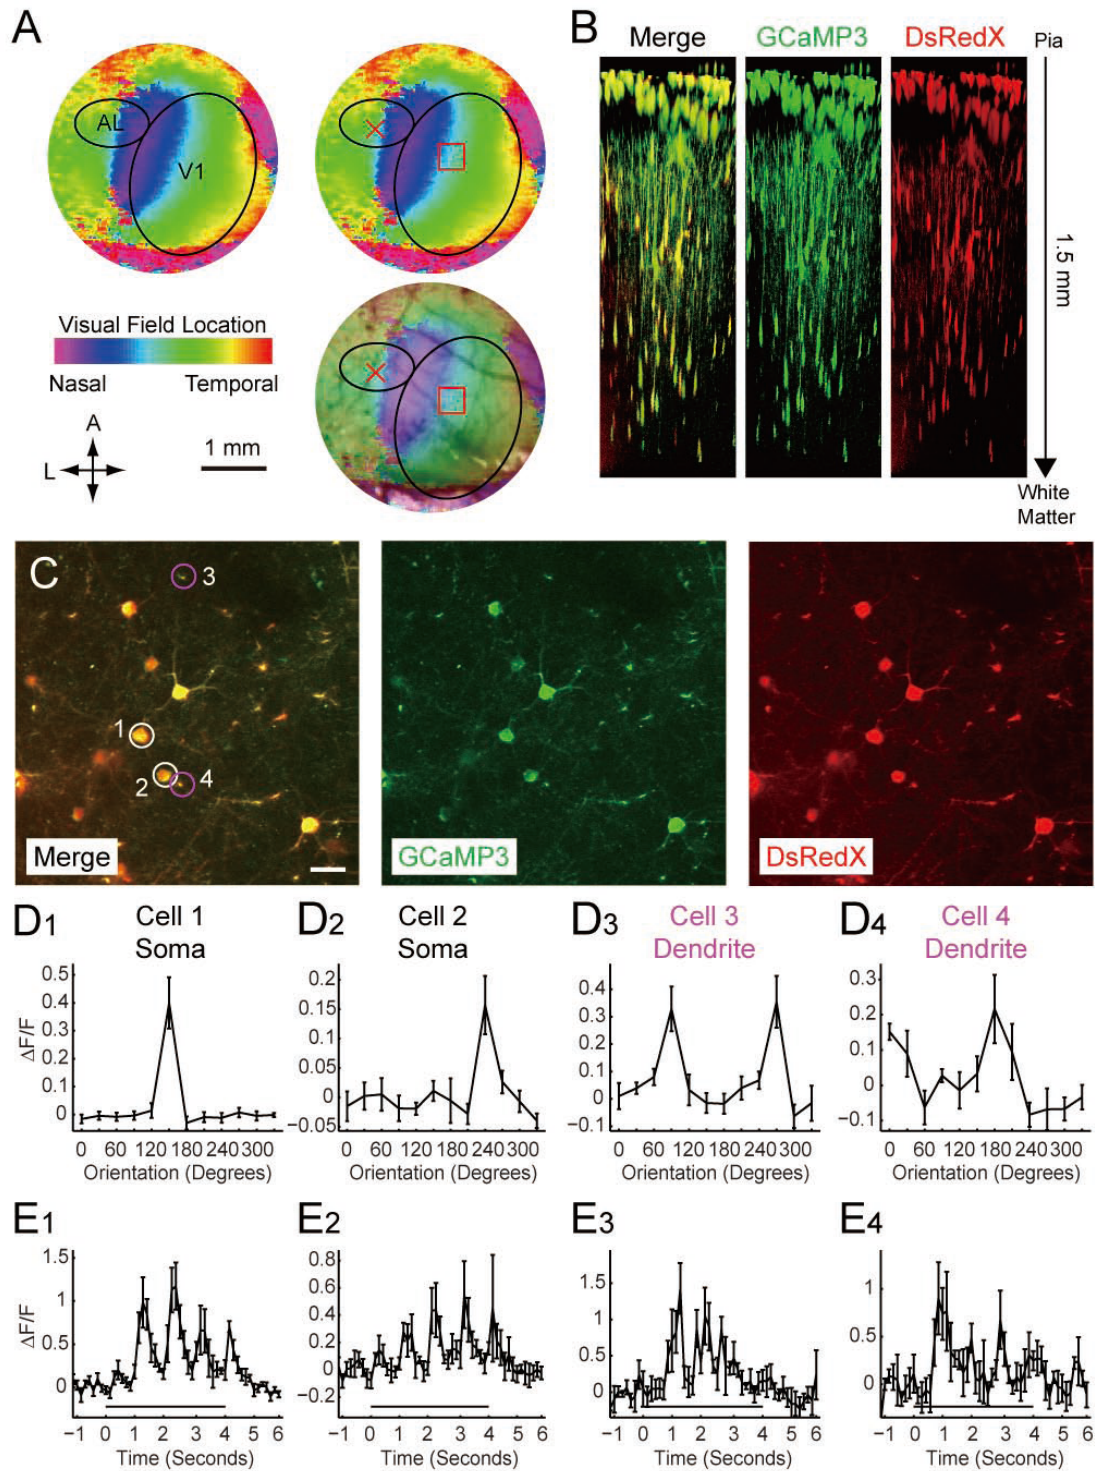 A
AL
V1
Visual Field Location
Nasal Temporal
A
L
1 mm
B
Merge GCaMP3 DsRedX
Pia
1.5 mm
White
Matter
C
3
1
2
4
Merge
GCaMP3
DsRedX
D1 Cell 1
Soma
D2 Cell 2
Soma
D3 Cell 3
Dendrite
D4 Cell 4
Dendrite
ΔF/F
0.5
0.4
0.3
0.2
0.1
0
0 60 120 180 240 300
Orientation (Degrees)
0.2
0.15
0.1
0.05
0
−0.05
0 60 120 180 240 300
Orientation (Degrees)
0.4
0.3
0.2
0.1
0
−0.1
0 60 120 180 240 300
Orientation (Degrees)
0.3
0.2
0.1
0
−0.1
0 60 120 180 240 300
Orientation (Degrees)
E1
ΔF/F
1.5
1
0.5
0
−1 0 1 2 3 4 5 6
Time (Seconds)
E2
0.8
0.6
0.4
0.2
0
−0.2
−1 0 1 2 3 4 5 6
Time (Seconds)
E3
1.5
1
0.5
0
−1 0 1 2 3 4 5 6
Time (Seconds)
E4
1
0.5
0
−1 0 1 2 3 4 5 6
Time (Seconds)